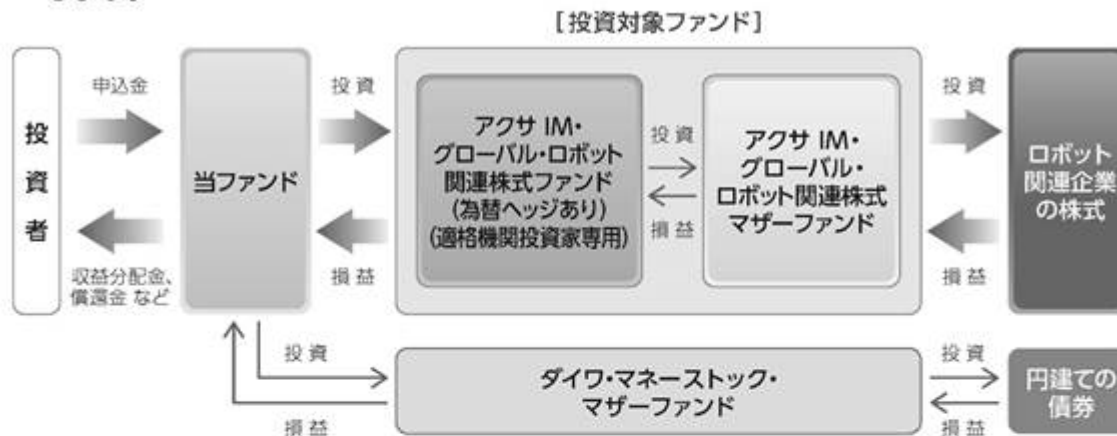 [投資対象ファンド]
投資者
申込金
収益分配金、
償還金 など
当ファンド
投資
損益
アクサ IM・
グローバル・ロボット
関連株式ファンド
(為替ヘッジあり)
(適格機関投資家専用)
投資
損益
アクサ IM・
グローバル・
ロボット関連株式
マザーファンド
投資
損益
ロボット
関連企業
の株式
投資
損益
ダイワ・マネーストック・
マザーファンド
投資
損益
円建ての
債券